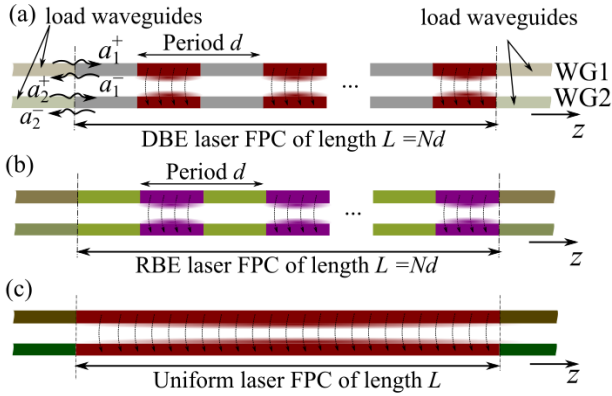 (a) load waveguides
load waveguides
a₁⁺
Period d
WG1
a₂⁺
a₁⁻
...
WG2
a₂⁻
z
DBE laser FPC of length L =Nd
(b)
Period d
...
z
RBE laser FPC of length L =Nd
(c)
z
Uniform laser FPC of length L